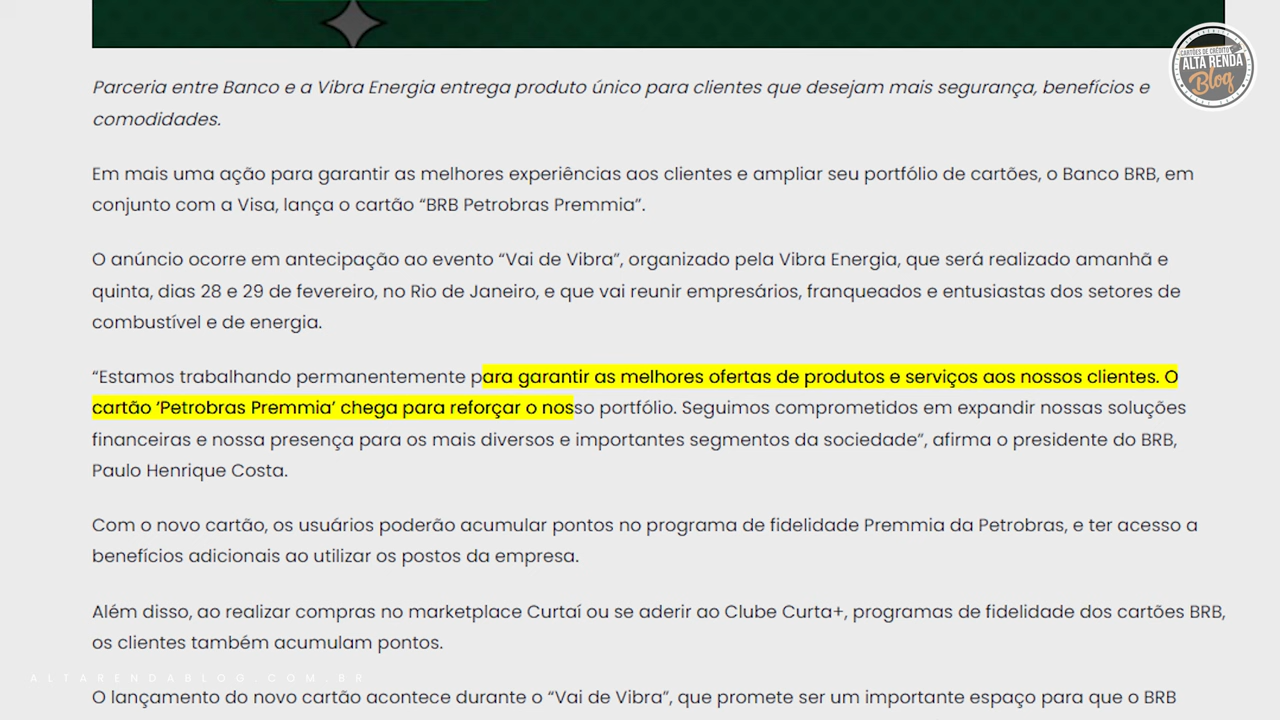 CARTÕES DE CRÉDITO
ALTA RENDA
Blog
Parceria entre Banco e a Vibra Energia entrega produto único para clientes que desejam mais segurança, benefícios e
comodidades.
Em mais uma ação para garantir as melhores experiências aos clientes e ampliar seu portfólio de cartões, o Banco BRB, em
conjunto com a Visa, lança o cartão “BRB Petrobras Premmia”.
O anúncio ocorre em antecipação ao evento “Vai de Vibra”, organizado pela Vibra Energia, que será realizado amanhã e
quinta, dias 28 e 29 de fevereiro, no Rio de Janeiro, e que vai reunir empresários, franqueados e entusiastas dos setores de
combustível e de energia.
“Estamos trabalhando permanentemente para garantir as melhores ofertas de produtos e serviços aos nossos clientes. O
cartão ‘Petrobras Premmia’ chega para reforçar o nosso portfólio. Seguimos comprometidos em expandir nossas soluções
financeiras e nossa presença para os mais diversos e importantes segmentos da sociedade”, afirma o presidente do BRB,
Paulo Henrique Costa.
Com o novo cartão, os usuários poderão acumular pontos no programa de fidelidade Premmia da Petrobras, e ter acesso a
benefícios adicionais ao utilizar os postos da empresa.
Além disso, ao realizar compras no marketplace Curtaí ou se aderir ao Clube Curta+, programas de fidelidade dos cartões BRB,
os clientes também acumulam pontos.
ALTARENDABLOG.COM.BR
O lançamento do novo cartão acontece durante o “Vai de Vibra”, que promete ser um importante espaço para que o BRB